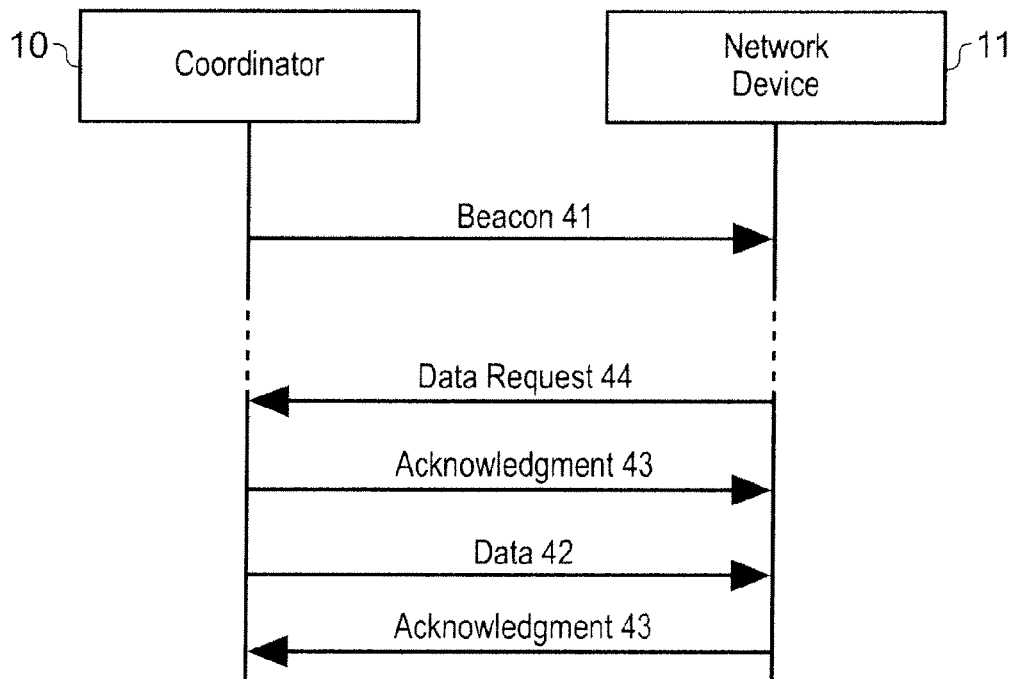 10
Coordinator
Network
Device
11
Beacon 41
Data Request 44
Acknowledgment 43
Data 42
Acknowledgment 43